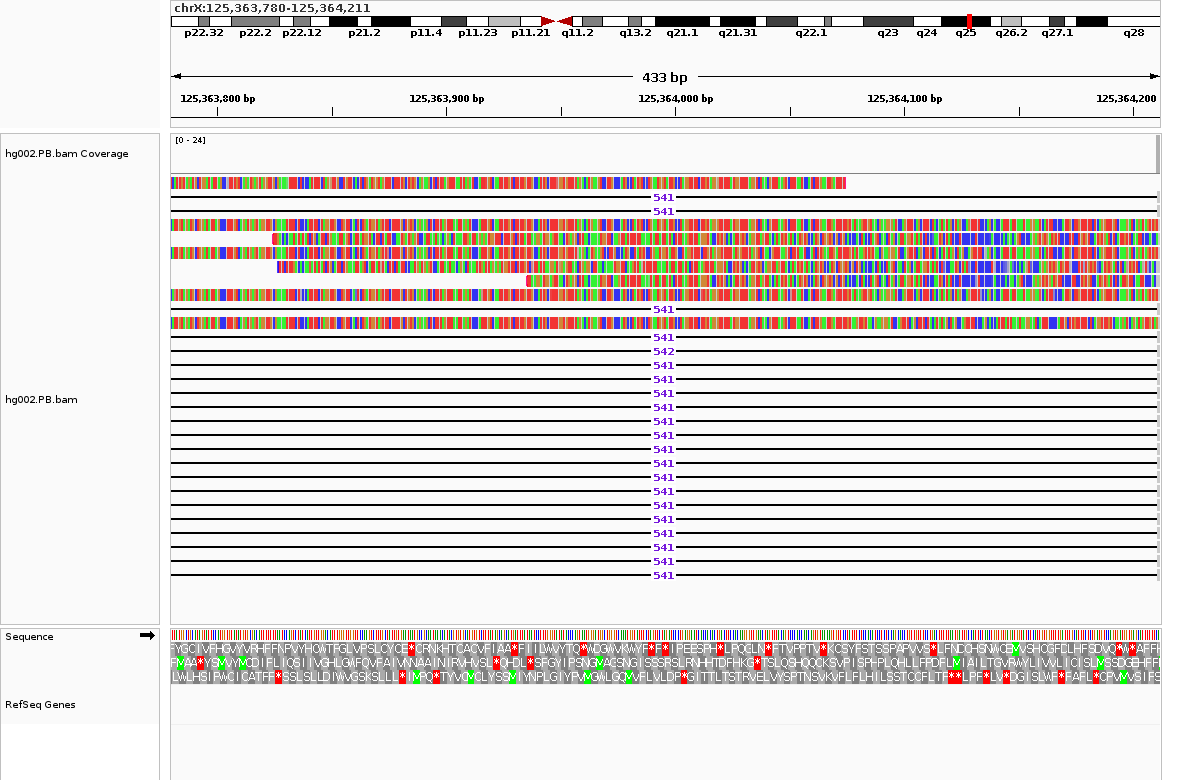 chrX:125,363,780-125,364,211
p22.32 p22.2 p22.12 p21.2 p11.4 p11.23 p11.21 q11.2 q13.2 q21.1 q21.31 q22.1 q23 q24 q25 q26.2 q27.1 q28
433 bp
125,363,800 bp 125,363,900 bp 125,364,000 bp 125,364,100 bp 125,364,200
[0 - 24]
hg002.PB.bam Coverage
541
541
541
541
542
541
541
hg002.PB.bam
541
541
541
541
541
541
541
541
541
541
541
541
541
541
Sequence
RefSeq Genes